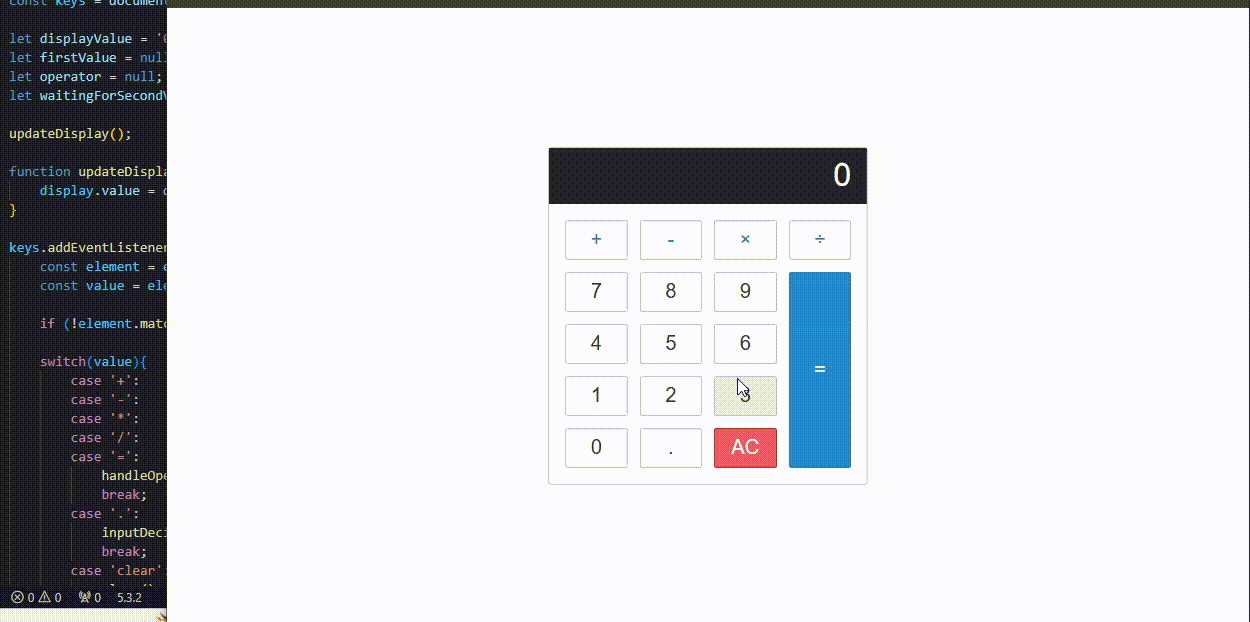 const keys = documen
let displayValue = '0
let firstValue = null
let operator = null;
let waitingForSecondV
updateDisplay();
function updateDispla
display.value = d
}
keys.addEventListener
const element = e
const value = ele
if (!element.matc
switch(value){
case '+':
case '-':
case '*':
case '/':
case '=':
handleOpe
break;
case '.':
inputDeci
break;
case 'clear'
0 0 0 5.3.2
0
+ - × ÷
7 8 9
4 5 6
=
1 2 3
0 . AC